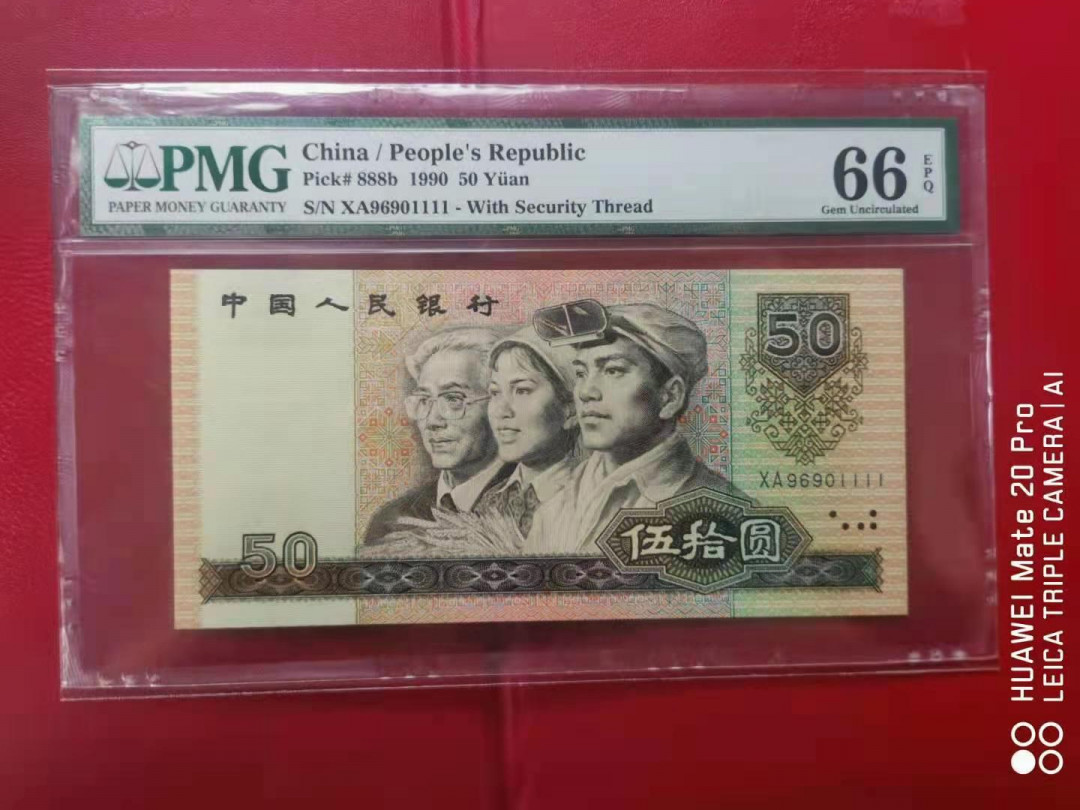 PMG
PAPER MONEY GUARANTY
China / People's Republic
Pick# 888b 1990 50 Yüan
S/N XA96901111 - With Security Thread
66
EPQ
Gem Uncirculated
中国人民银行
50
XA96901111
50
伍拾圆
HUAWEI Mate 20 Pro
LEICA TRIPLE CAMERA | AI